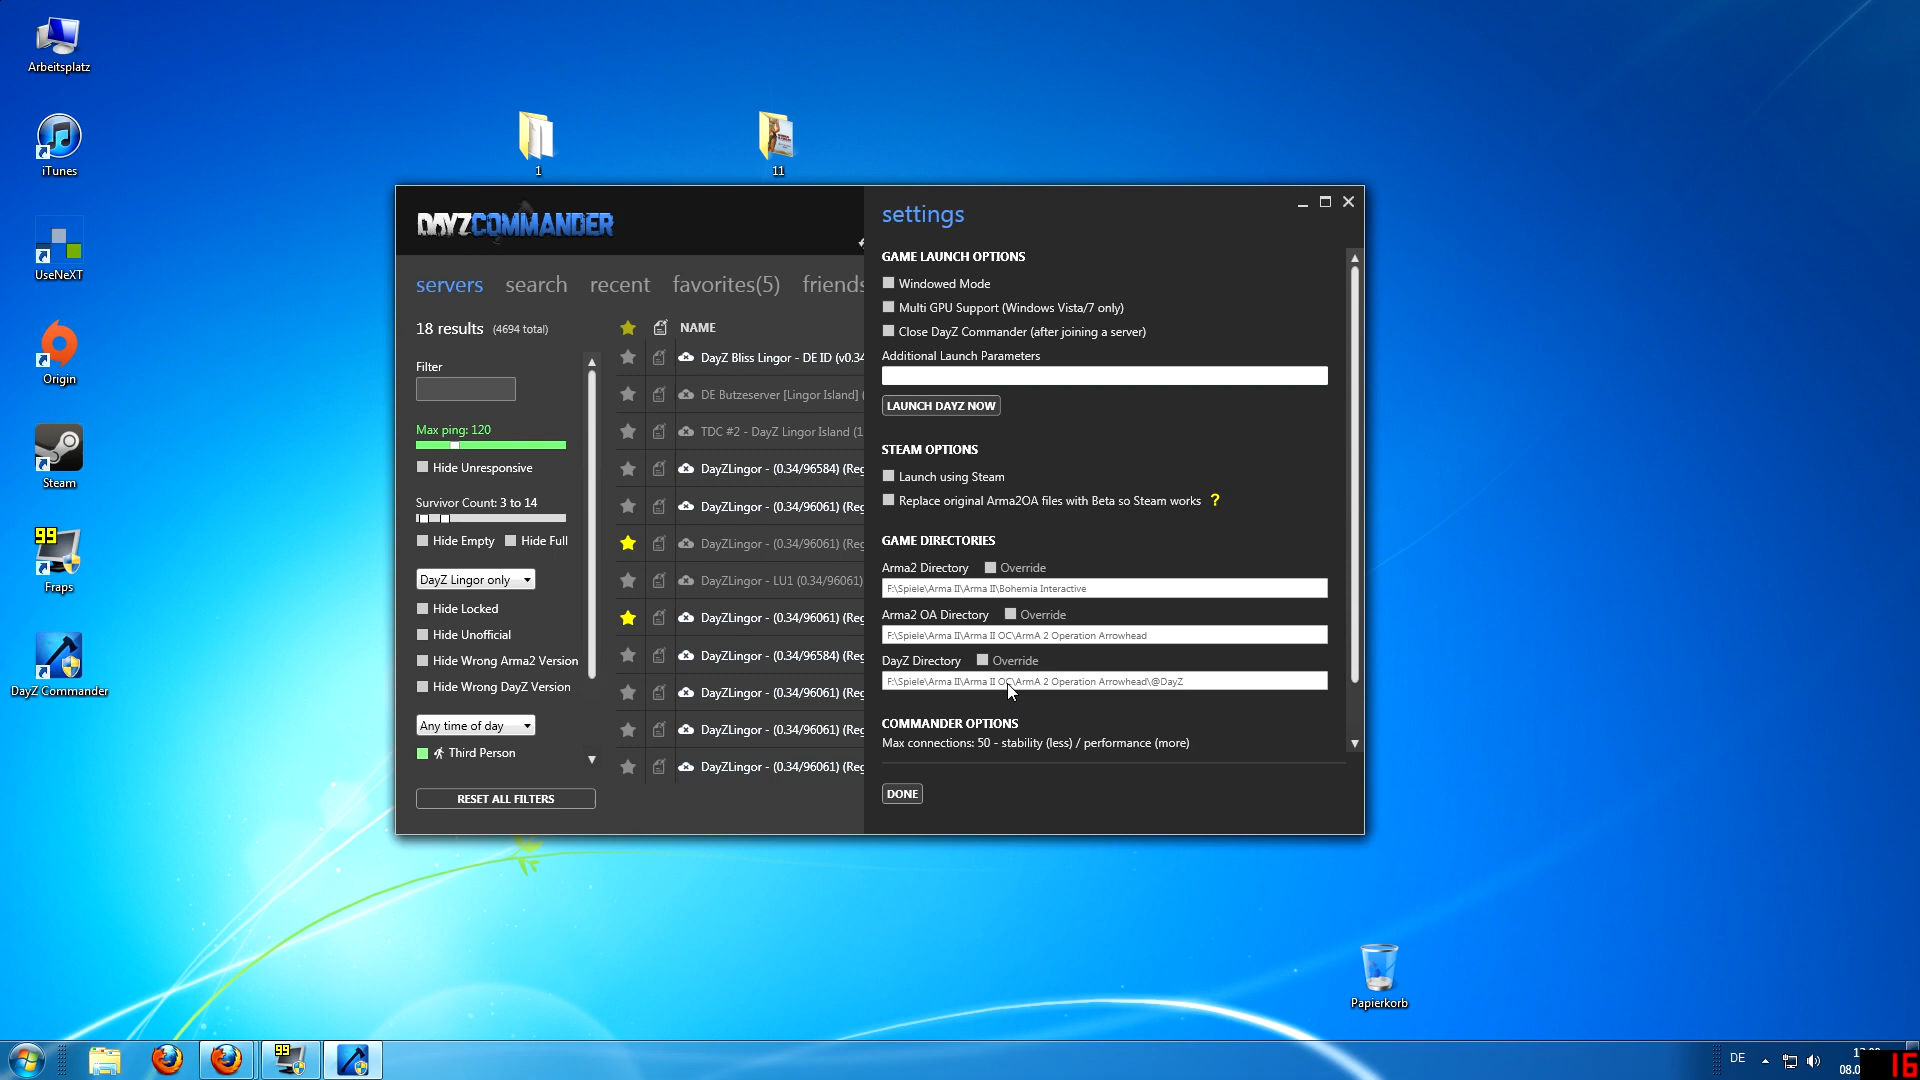 Arbeitsplatz
iTunes
UseNeXT
Origin
Steam
99
Fraps
DayZ Commander
1
11
DAYZCOMMANDER
servers search recent favorites(5) friends
18 results (4694 total)
Filter
Max ping: 120
Hide Unresponsive
Survivor Count: 3 to 14
Hide Empty Hide Full
DayZ Lingor only
Hide Locked
Hide Unofficial
Hide Wrong Arma2 Version
Hide Wrong DayZ Version
Any time of day
Third Person
RESET ALL FILTERS
NAME
DayZ Bliss Lingor - DE ID (v0.34
DE Butzeserver [Lingor Island] (
TDC #2 - DayZ Lingor Island (1
DayZLingor - (0.34/96584) (Reg
DayZLingor - (0.34/96061) (Reg
DayZLingor - (0.34/96061) (Reg
DayZLingor - LU1 (0.34/96061)
DayZLingor - (0.34/96061) (Reg
DayZLingor - (0.34/96584) (Reg
DayZLingor - (0.34/96061) (Reg
DayZLingor - (0.34/96061) (Reg
DayZLingor - (0.34/96061) (Reg
settings
GAME LAUNCH OPTIONS
Windowed Mode
Multi GPU Support (Windows Vista/7 only)
Close DayZ Commander (after joining a server)
Additional Launch Parameters
LAUNCH DAYZ NOW
STEAM OPTIONS
Launch using Steam
Replace original Arma2OA files with Beta so Steam works ?
GAME DIRECTORIES
Arma2 Directory Override
F:\Spiele\Arma II\Arma II\Bohemia Interactive
Arma2 OA Directory Override
F:\Spiele\Arma II\Arma II OC\ArmA 2 Operation Arrowhead
DayZ Directory Override
F:\Spiele\Arma II\Arma II OC\ArmA 2 Operation Arrowhead\@DayZ
COMMANDER OPTIONS
Max connections: 50 - stability (less) / performance (more)
DONE
Papierkorb
99
DE
08.0
16